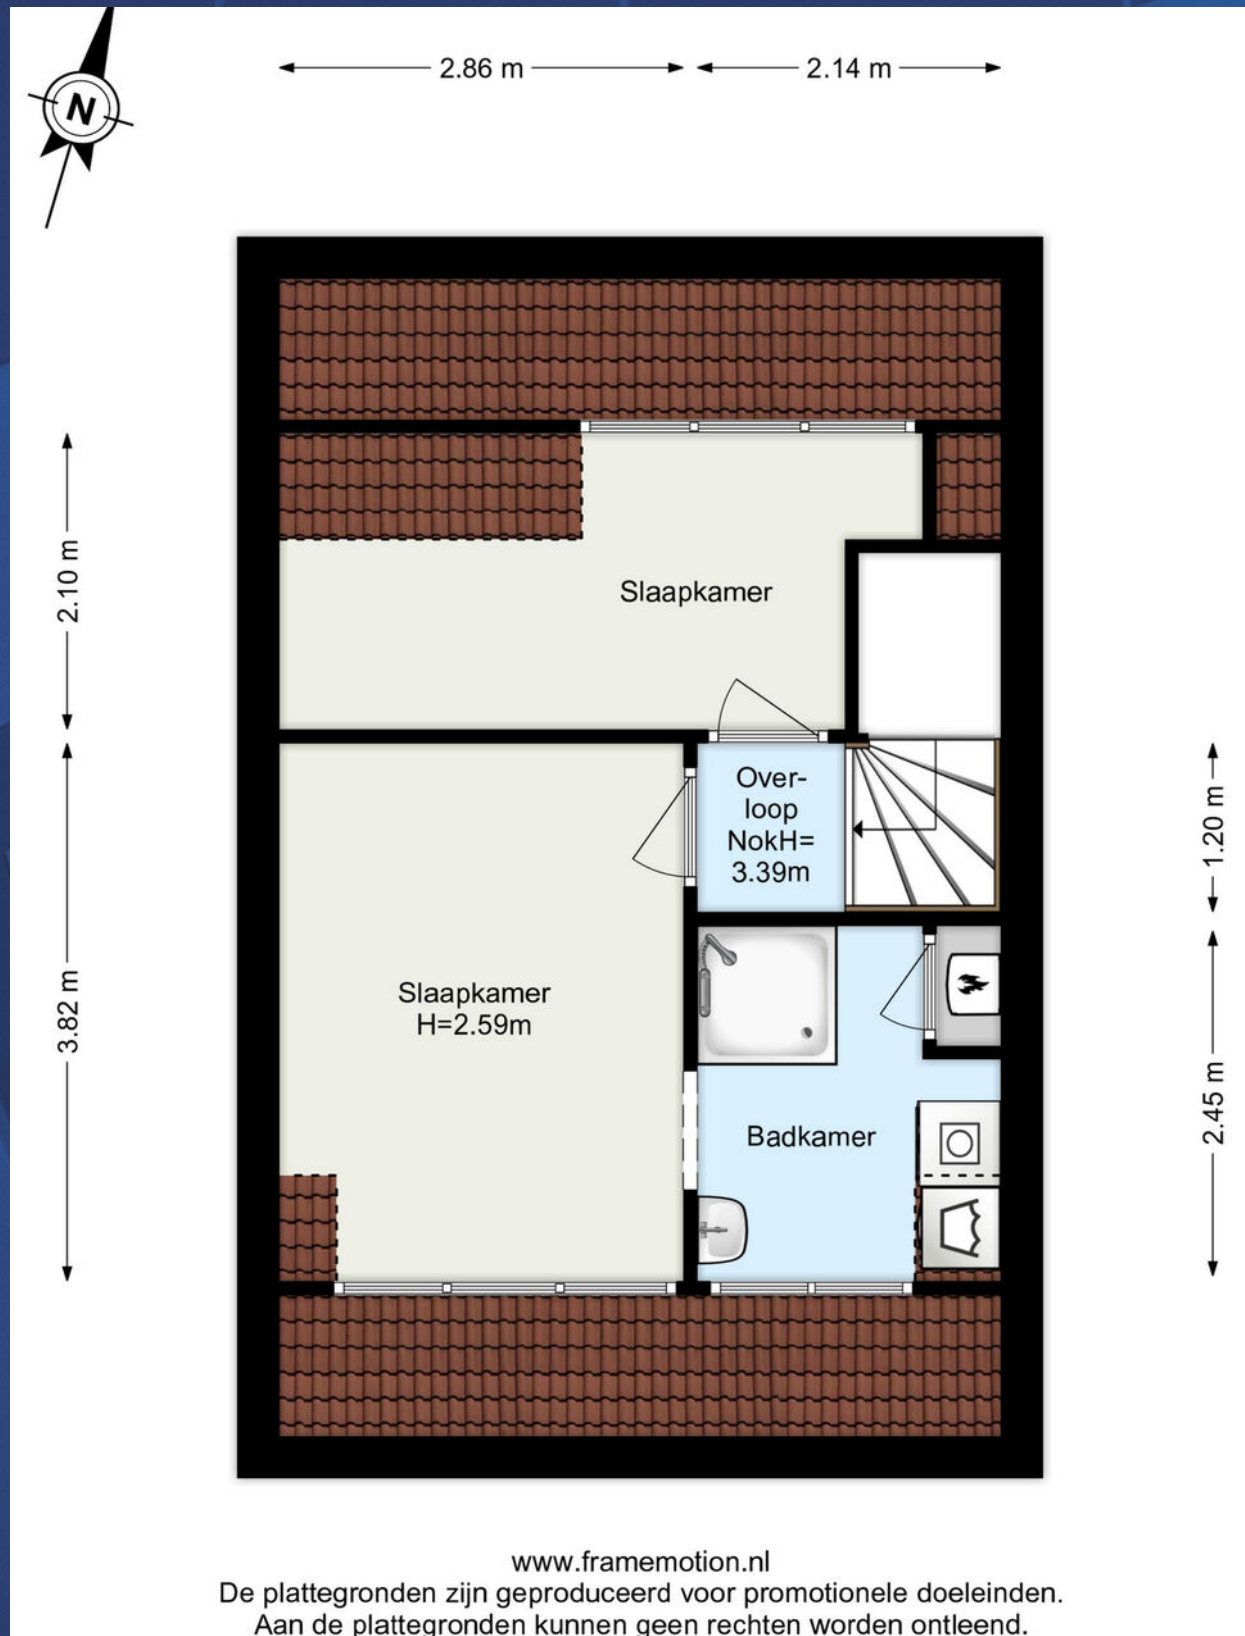 N
2.86 m
2.14 m
2.10 m
Slaapkamer
Over-
loop
NokH=
3.39m
1.20 m
3.82 m
Slaapkamer
H=2.59m
Badkamer
2.45 m
www.framemotion.nl
De plattegronden zijn geproduceerd voor promotionele doeleinden.
Aan de plattegronden kunnen geen rechten worden ontleend.